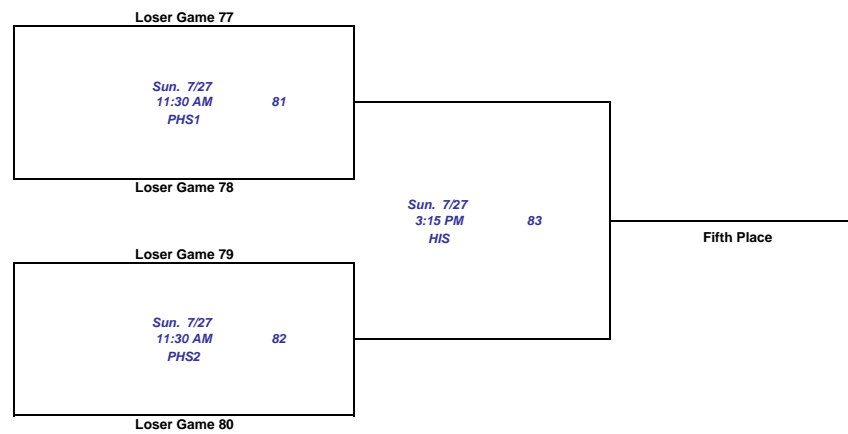 Loser Game 77
Sun. 7/27
11:30 AM 81
PHS1
Loser Game 78
Sun. 7/27
3:15 PM 83
HIS
Fifth Place
Loser Game 79
Sun. 7/27
11:30 AM 82
PHS2
Loser Game 80